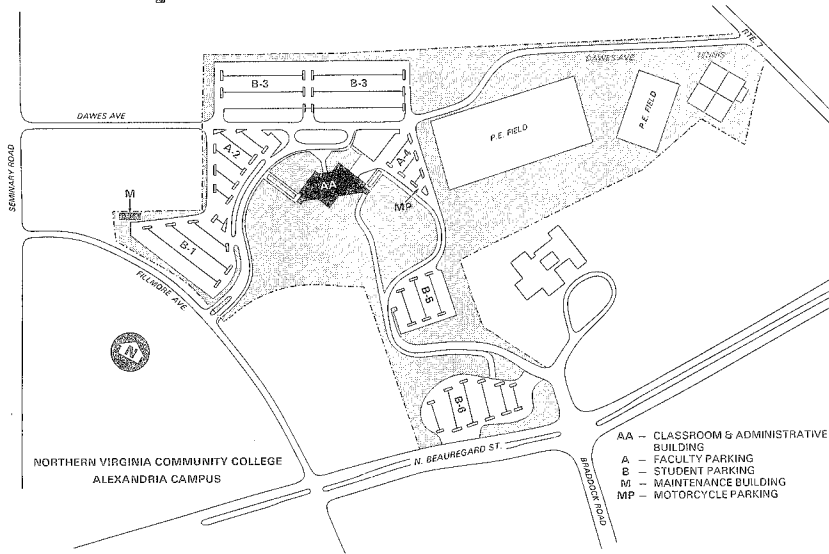 RTE 7
DAWES AVE
TENNIS
B-3
B-3
P.E. FIELD
P.E. FIELD
DAWES AVE
A-2
A-4
AA
SEMINARY ROAD
M
MP
B-1
FILLMORE AVE
B-5
N
B-6
NORTHERN VIRGINIA COMMUNITY COLLEGE
ALEXANDRIA CAMPUS
N. BEAUREGARD ST.
BRADDOCK ROAD
AA – CLASSROOM & ADMINISTRATIVE
BUILDING
A – FACULTY PARKING
B – STUDENT PARKING
M – MAINTENANCE BUILDING
MP – MOTORCYCLE PARKING